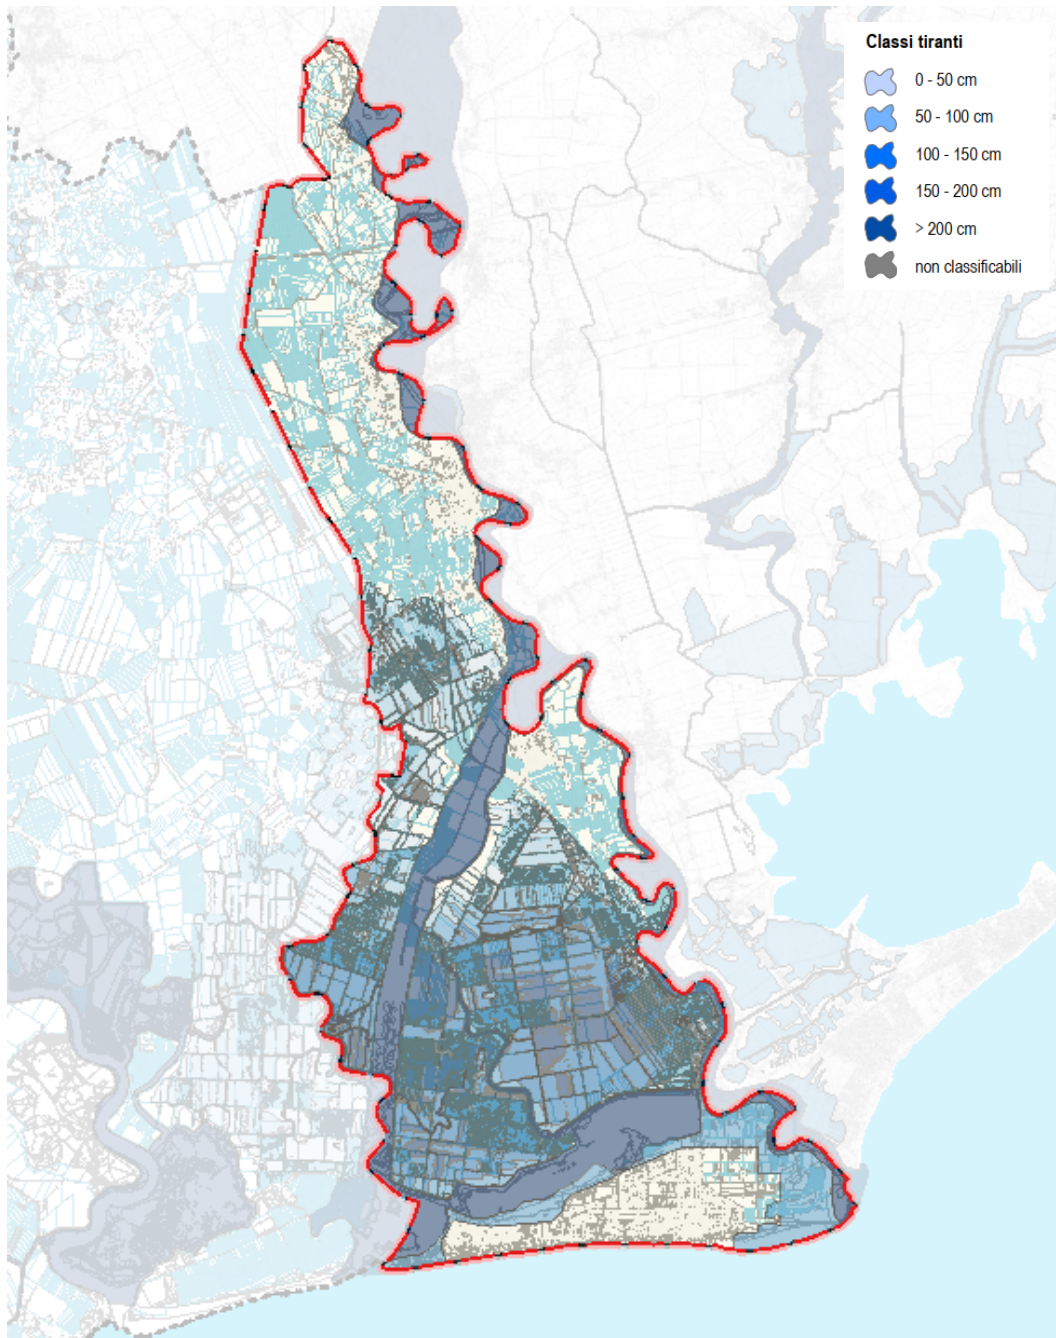 Classi tiranti
0 - 50 cm
50 - 100 cm
100 - 150 cm
150 - 200 cm
> 200 cm
non classificabili